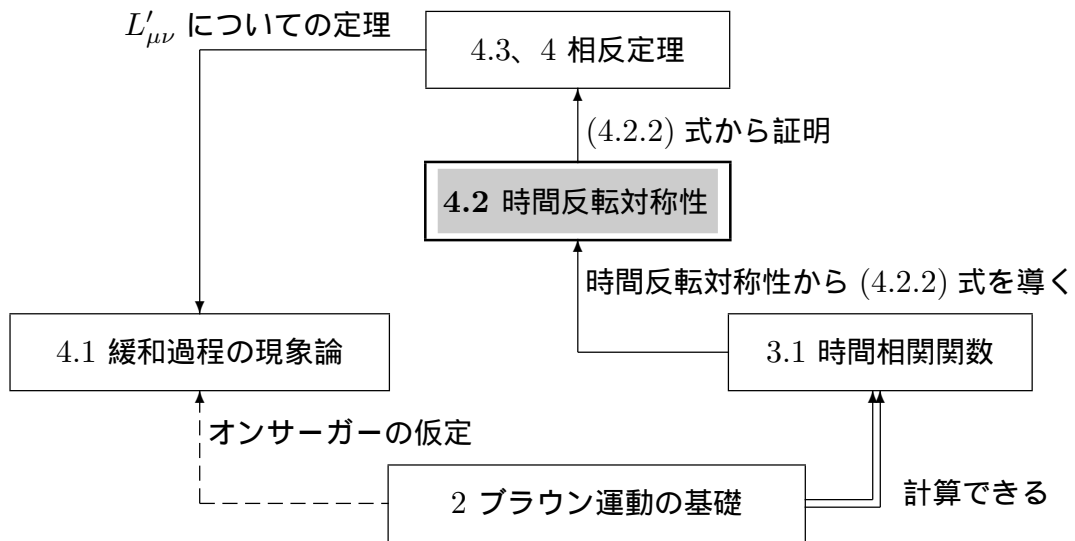 L′μν についての定理
4.3、4 相反定理
(4.2.2) 式から証明
4.2 時間反転対称性
時間反転対称性から (4.2.2) 式を導く
4.1 緩和過程の現象論
3.1 時間相関関数
オンサーガーの仮定
2 ブラウン運動の基礎
計算できる